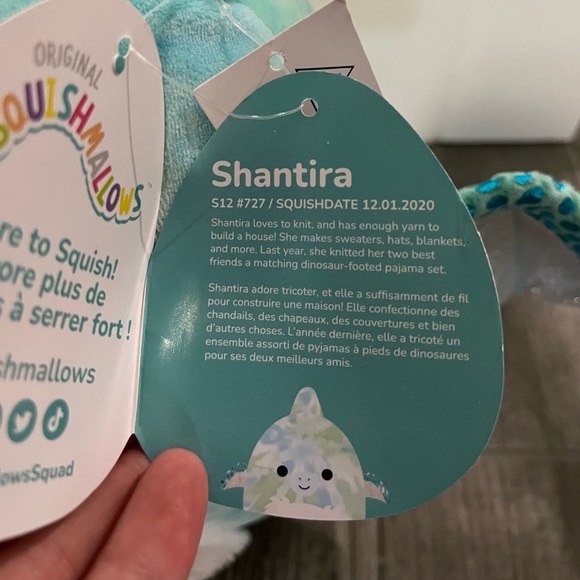 ORIGINAL
SQUISHMALLOWS
re to Squish!
ore plus de
à serrer fort!
shmallows
lowsSquad
Shantira
S12 #727 / SQUISHDATE 12.01.2020
Shantira loves to knit, and has enough yarn to
build a house! She makes sweaters, hats, blankets,
and more. Last year, she knitted her two best
friends a matching dinosaur-footed pajama set.
Shantira adore tricoter, et elle a suffisamment de fil
pour construire une maison! Elle confectionne des
chandails, des chapeaux, des couvertures et bien
d'autres choses. L'année dernière, elle a tricoté un
ensemble assorti de pyjamas à pieds de dinosaures
pour ses deux meilleurs amis.